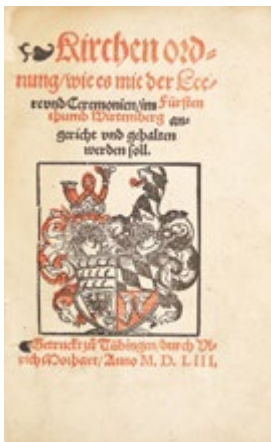 Kirchen ord-
nung/wie es mit der Lee-
re vnd Ceremonien/im Fürsten
thumb Wirtemberg an-
gericht vnd gehalten
werden soll.
Getruckt zů Tübingen/durch Vl-
rich Morhart/Anno M. D. LIII.